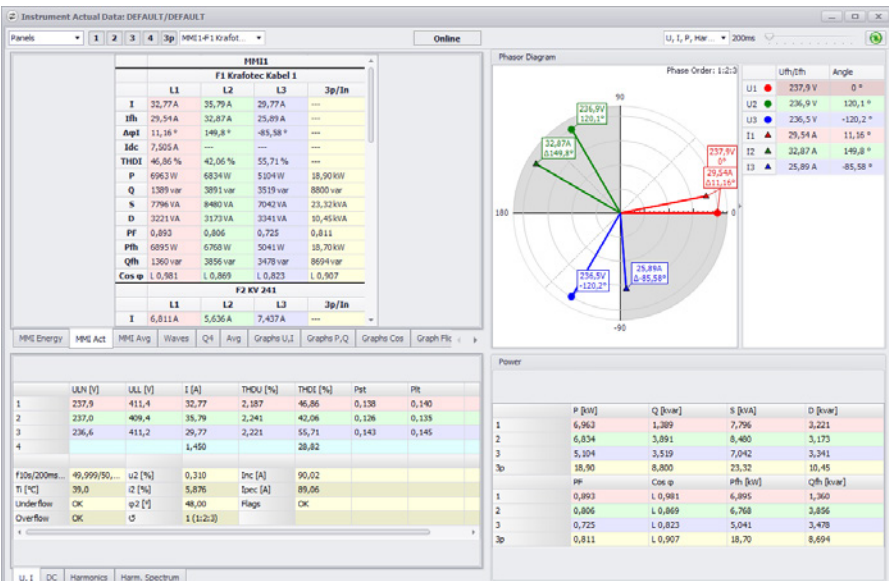 Instrument Actual Data: DEFAULT/DEFAULT
Panels 1 2 3 4 3p MMI1-F1 Krafot... Online U, I, P, Har... 200ms
MMI1
F1 Krafotec Kabel 1
L1 L2 L3 3p/In
I 32,77A 35,79A 29,77A ---
Ifh 29,54A 32,87A 25,89A ---
ΔφI 11,16 ° 149,8 ° -85,58 ° ---
Idc 7,505A --- --- ---
THDI 46,86 % 42,06 % 55,71 % ---
P 6963W 6834W 5104W 18,90kW
Q 1389var 3891var 3519var 8800var
S 7796VA 8480VA 7042VA 23,32kVA
D 3221VA 3173VA 3341VA 10,45kVA
PF 0,893 0,806 0,725 0,811
Pfh 6895W 6768W 5041W 18,70kW
Qfh 1360var 3856var 3478var 8694var
Cos φ L 0,981 L 0,869 L 0,823 L 0,907
F2 KV 241
L1 L2 L3 3p/In
I 6,811A 5,636A 7,437A ---
MMI Energy MMI Act MMI Avg Waves Q4 Avg Graphs U,I Graphs P,Q Graphs Cos Graph Flic
Phasor Diagram
Phase Order: 1:2:3
90
180
0
-90
236,9V
120,1°
32,87A
Δ149,8°
237,9V
0°
29,54A
Δ11,16°
236,5V
-120,2°
25,89A
Δ-85,58°
Ufh/Ifh Angle
U1 237,9 V 0 °
U2 236,9 V 120,1 °
U3 236,5 V -120,2 °
I1 29,54 A 11,16 °
I2 32,87 A 149,8 °
I3 25,89 A -85,58 °
ULN [V] ULL [V] I [A] THDU [%] THDI [%] Pst Plt
1 237,9 411,4 32,77 2,187 46,86 0,138 0,140
2 237,0 409,4 35,79 2,241 42,06 0,126 0,135
3 236,6 411,2 29,77 2,221 55,71 0,143 0,145
4 1,450 28,82
f10s/200ms... 49,999/50,... u2 [%] 0,310 Inc [A] 90,02
Ti [°C] 39,0 i2 [%] 5,876 Ipec [A] 89,06
Underflow OK φ2 [°] 48,00 Flags OK
Overflow OK ↺ 1 (1:2:3)
U, I DC Harmonics Harm. Spectrum
Power
P [kW] Q [kvar] S [kVA] D [kvar]
1 6,963 1,389 7,796 3,221
2 6,834 3,891 8,480 3,173
3 5,104 3,519 7,042 3,341
3p 18,90 8,800 23,32 10,45
PF Cos φ Pfh [kW] Qfh [kvar]
1 0,893 L 0,981 6,895 1,360
2 0,806 L 0,869 6,768 3,856
3 0,725 L 0,823 5,041 3,478
3p 0,811 L 0,907 18,70 8,694